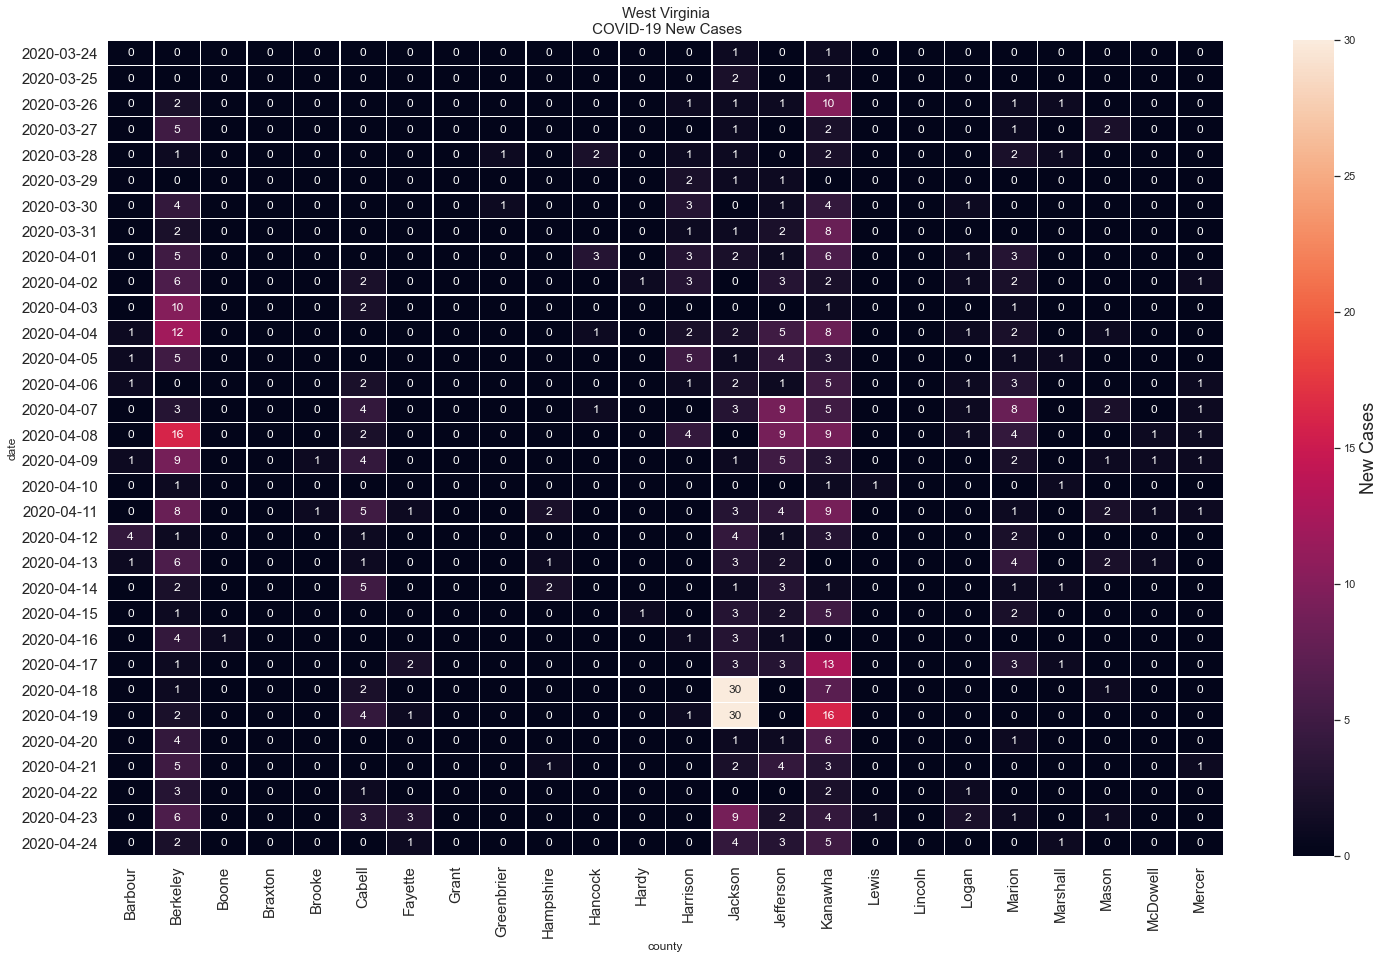 West Virginia
COVID-19 New Cases
2020-03-24 0 0 0 0 0 0 0 0 0 0 0 0 0 1 0 1 0 0 0 0 0 0 0 0
2020-03-25 0 0 0 0 0 0 0 0 0 0 0 0 0 2 0 1 0 0 0 0 0 0 0 0
2020-03-26 0 2 0 0 0 0 0 0 0 0 0 0 1 1 1 10 0 0 0 1 1 0 0 0
2020-03-27 0 5 0 0 0 0 0 0 0 0 0 0 0 1 0 2 0 0 0 1 0 2 0 0
2020-03-28 0 1 0 0 0 0 0 0 1 0 2 0 1 1 0 2 0 0 0 2 1 0 0 0
2020-03-29 0 0 0 0 0 0 0 0 0 0 0 0 2 1 1 0 0 0 0 0 0 0 0 0
2020-03-30 0 4 0 0 0 0 0 0 1 0 0 0 3 0 1 4 0 0 1 0 0 0 0 0
2020-03-31 0 2 0 0 0 0 0 0 0 0 0 0 1 1 2 8 0 0 0 0 0 0 0 0
2020-04-01 0 5 0 0 0 0 0 0 0 0 3 0 3 2 1 6 0 0 1 3 0 0 0 0
2020-04-02 0 6 0 0 0 2 0 0 0 0 0 1 3 0 3 2 0 0 1 2 0 0 0 1
2020-04-03 0 10 0 0 0 2 0 0 0 0 0 0 0 0 0 1 0 0 0 1 0 0 0 0
2020-04-04 1 12 0 0 0 0 0 0 0 0 1 0 2 2 5 8 0 0 1 2 0 1 0 0
2020-04-05 1 5 0 0 0 0 0 0 0 0 0 0 5 1 4 3 0 0 0 1 1 0 0 0
2020-04-06 1 0 0 0 0 2 0 0 0 0 0 0 1 2 1 5 0 0 1 3 0 0 0 1
2020-04-07 0 3 0 0 0 4 0 0 0 0 1 0 0 3 9 5 0 0 1 8 0 2 0 1
2020-04-08 0 16 0 0 0 2 0 0 0 0 0 0 4 0 9 9 0 0 1 4 0 0 1 1
2020-04-09 1 9 0 0 1 4 0 0 0 0 0 0 0 1 5 3 0 0 0 2 0 1 1 1
2020-04-10 0 1 0 0 0 0 0 0 0 0 0 0 0 0 0 1 1 0 0 0 1 0 0 0
2020-04-11 0 8 0 0 1 5 1 0 0 2 0 0 0 3 4 9 0 0 0 1 0 2 1 1
2020-04-12 4 1 0 0 0 1 0 0 0 0 0 0 0 4 1 3 0 0 0 2 0 0 0 0
2020-04-13 1 6 0 0 0 1 0 0 0 1 0 0 0 3 2 0 0 0 0 4 0 2 1 0
2020-04-14 0 2 0 0 0 5 0 0 0 2 0 0 0 1 3 1 0 0 0 1 1 0 0 0
2020-04-15 0 1 0 0 0 0 0 0 0 0 0 1 0 3 2 5 0 0 0 2 0 0 0 0
2020-04-16 0 4 1 0 0 0 0 0 0 0 0 0 1 3 1 0 0 0 0 0 0 0 0 0
2020-04-17 0 1 0 0 0 0 2 0 0 0 0 0 0 3 3 13 0 0 0 3 1 0 0 0
2020-04-18 0 1 0 0 0 2 0 0 0 0 0 0 0 30 0 7 0 0 0 0 0 1 0 0
2020-04-19 0 2 0 0 0 4 1 0 0 0 0 0 1 30 0 16 0 0 0 0 0 0 0 0
2020-04-20 0 4 0 0 0 0 0 0 0 0 0 0 0 1 1 6 0 0 0 1 0 0 0 0
2020-04-21 0 5 0 0 0 0 0 0 0 1 0 0 0 2 4 3 0 0 0 0 0 0 0 1
2020-04-22 0 3 0 0 0 1 0 0 0 0 0 0 0 0 0 2 0 0 1 0 0 0 0 0
2020-04-23 0 6 0 0 0 3 3 0 0 0 0 0 0 9 2 4 1 0 2 1 0 1 0 0
2020-04-24 0 2 0 0 0 0 1 0 0 0 0 0 0 4 3 5 0 0 0 0 1 0 0 0
Barbour Berkeley Boone Braxton Brooke Cabell Fayette Grant Greenbrier Hampshire Hancock Hardy Harrison Jackson Jefferson Kanawha Lewis Lincoln Logan Marion Marshall Mason McDowell Mercer
county
date
30
25
20
15
10
5
0
New Cases